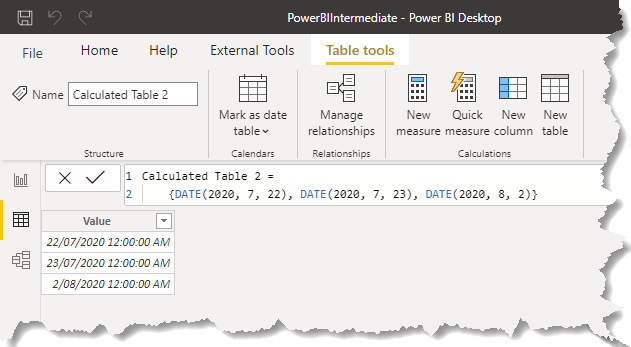 PowerBIIntermediate - Power BI Desktop
File Home Help External Tools Table tools
Name Calculated Table 2
Mark as date table
Manage relationships
New measure
Quick measure
New column
New table
Structure Calendars Relationships Calculations
1 Calculated Table 2 =
2 {DATE(2020, 7, 22), DATE(2020, 7, 23), DATE(2020, 8, 2)}
Value
22/07/2020 12:00:00 AM
23/07/2020 12:00:00 AM
2/08/2020 12:00:00 AM